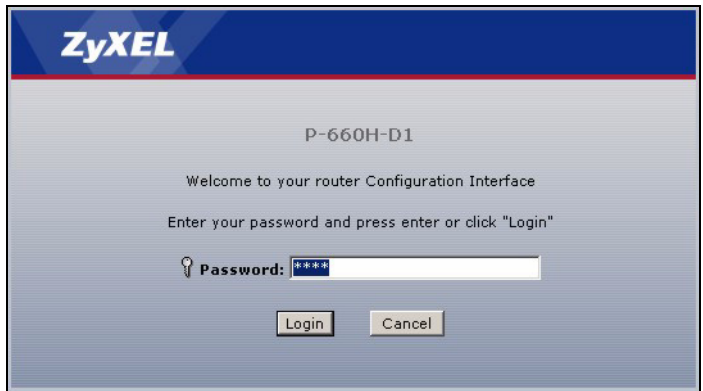 ZyXEL
P-660H-D1
Welcome to your router Configuration Interface
Enter your password and press enter or click "Login"
Password: ****
Login Cancel